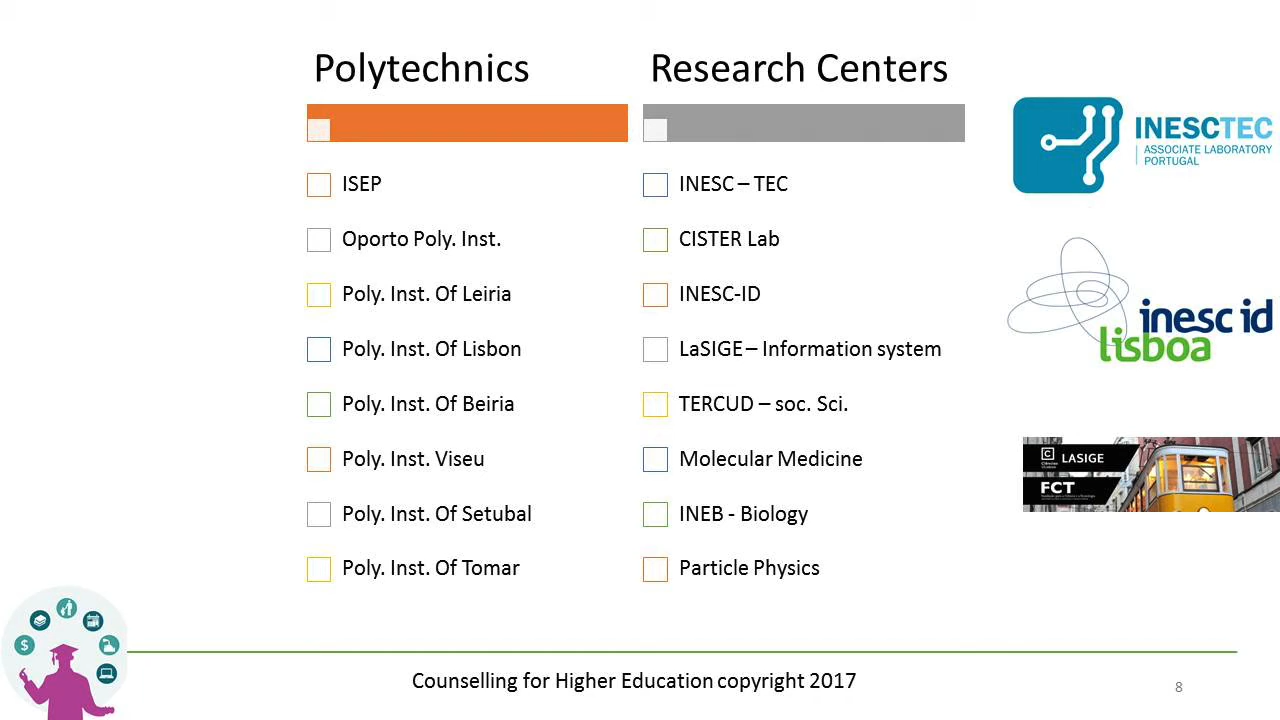 Polytechnics
ISEP
Oporto Poly. Inst.
Poly. Inst. Of Leiria
Poly. Inst. Of Lisbon
Poly. Inst. Of Beiria
Poly. Inst. Viseu
Poly. Inst. Of Setubal
Poly. Inst. Of Tomar
Research Centers
INESC – TEC
CISTER Lab
INESC-ID
LaSIGE – Information system
TERCUD – soc. Sci.
Molecular Medicine
INEB - Biology
Particle Physics
INESCTEC
ASSOCIATE LABORATORY
PORTUGAL
inesc id
lisboa
LASIGE
FCT
$
Counselling for Higher Education copyright 2017
8